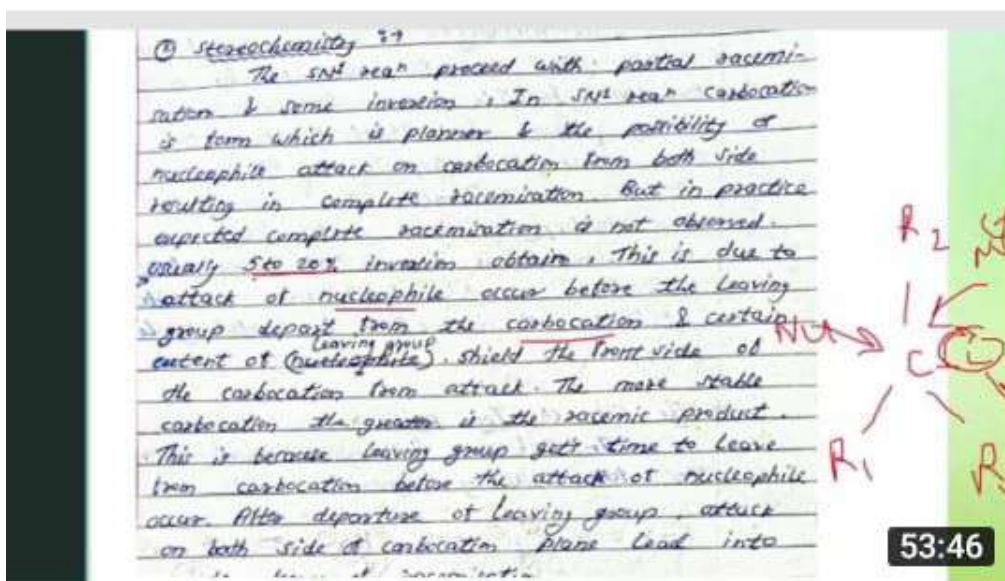 ② Stereochemistry :→
The SN¹ reaⁿ proceed with partial racemi-
sation & some inversion. In SN¹ reaⁿ carbocation
is form which is planner & the possibility of
nucleophile attack on carbocation from both side
resulting in complete racemization. But in practice
expected complete racemization is not observed.
usually 5 to 20% inversion obtain. This is due to
attack of nucleophile occur before the leaving
group depart from the carbocation & certain
leaving group
extent of (nucleophile). shield the front side of
the carbocation from attack. The more stable
carbocation the greater is the racemic product.
This is because leaving group gets time to leave
from carbocation before the attack of nucleophile
occur. After departure of leaving group, attack
on both side of carbocation plane lead into
R2
Nu
C
R1
R
53:46